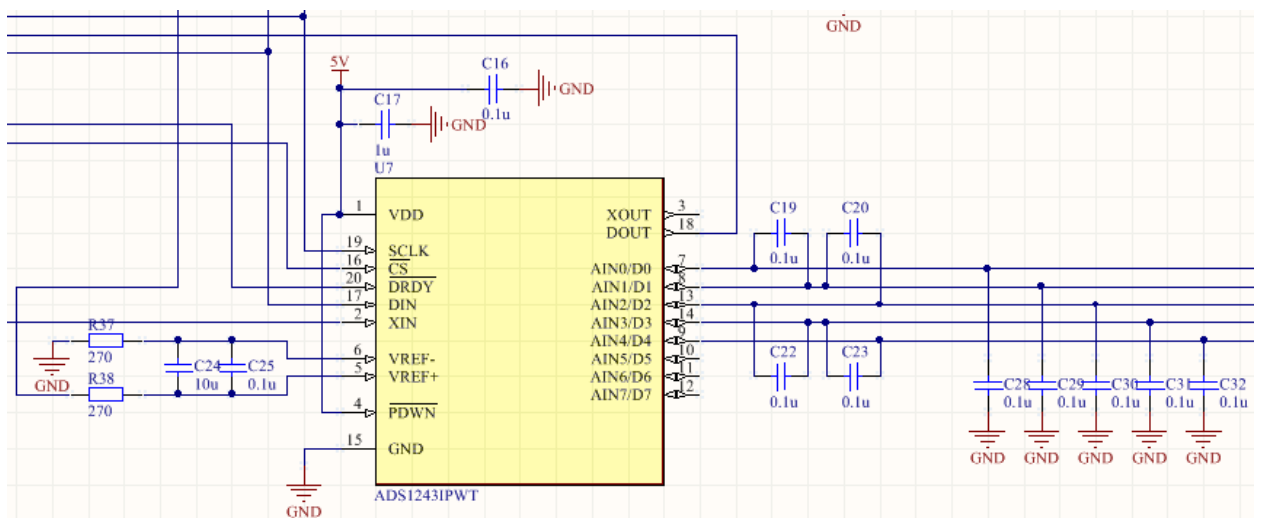 GND
5V
C16
GND
0.1u
C17
GND
1u
U7
1
VDD
XOUT
3
DOUT
18
19
SCLK
16
CS
20
DRDY
17
DIN
2
XIN
6
VREF-
5
VREF+
4
PDWN
15
GND
ADS1243IPWT
AIN0/D0
7
AIN1/D1
8
AIN2/D2
13
AIN3/D3
14
AIN4/D4
9
AIN5/D5
10
AIN6/D6
11
AIN7/D7
12
R37
270
GND
R38
270
C24
10u
C25
0.1u
GND
C19
0.1u
C20
0.1u
C22
0.1u
C23
0.1u
C28
0.1u
GND
C29
0.1u
GND
C30
0.1u
GND
C31
0.1u
GND
C32
0.1u
GND